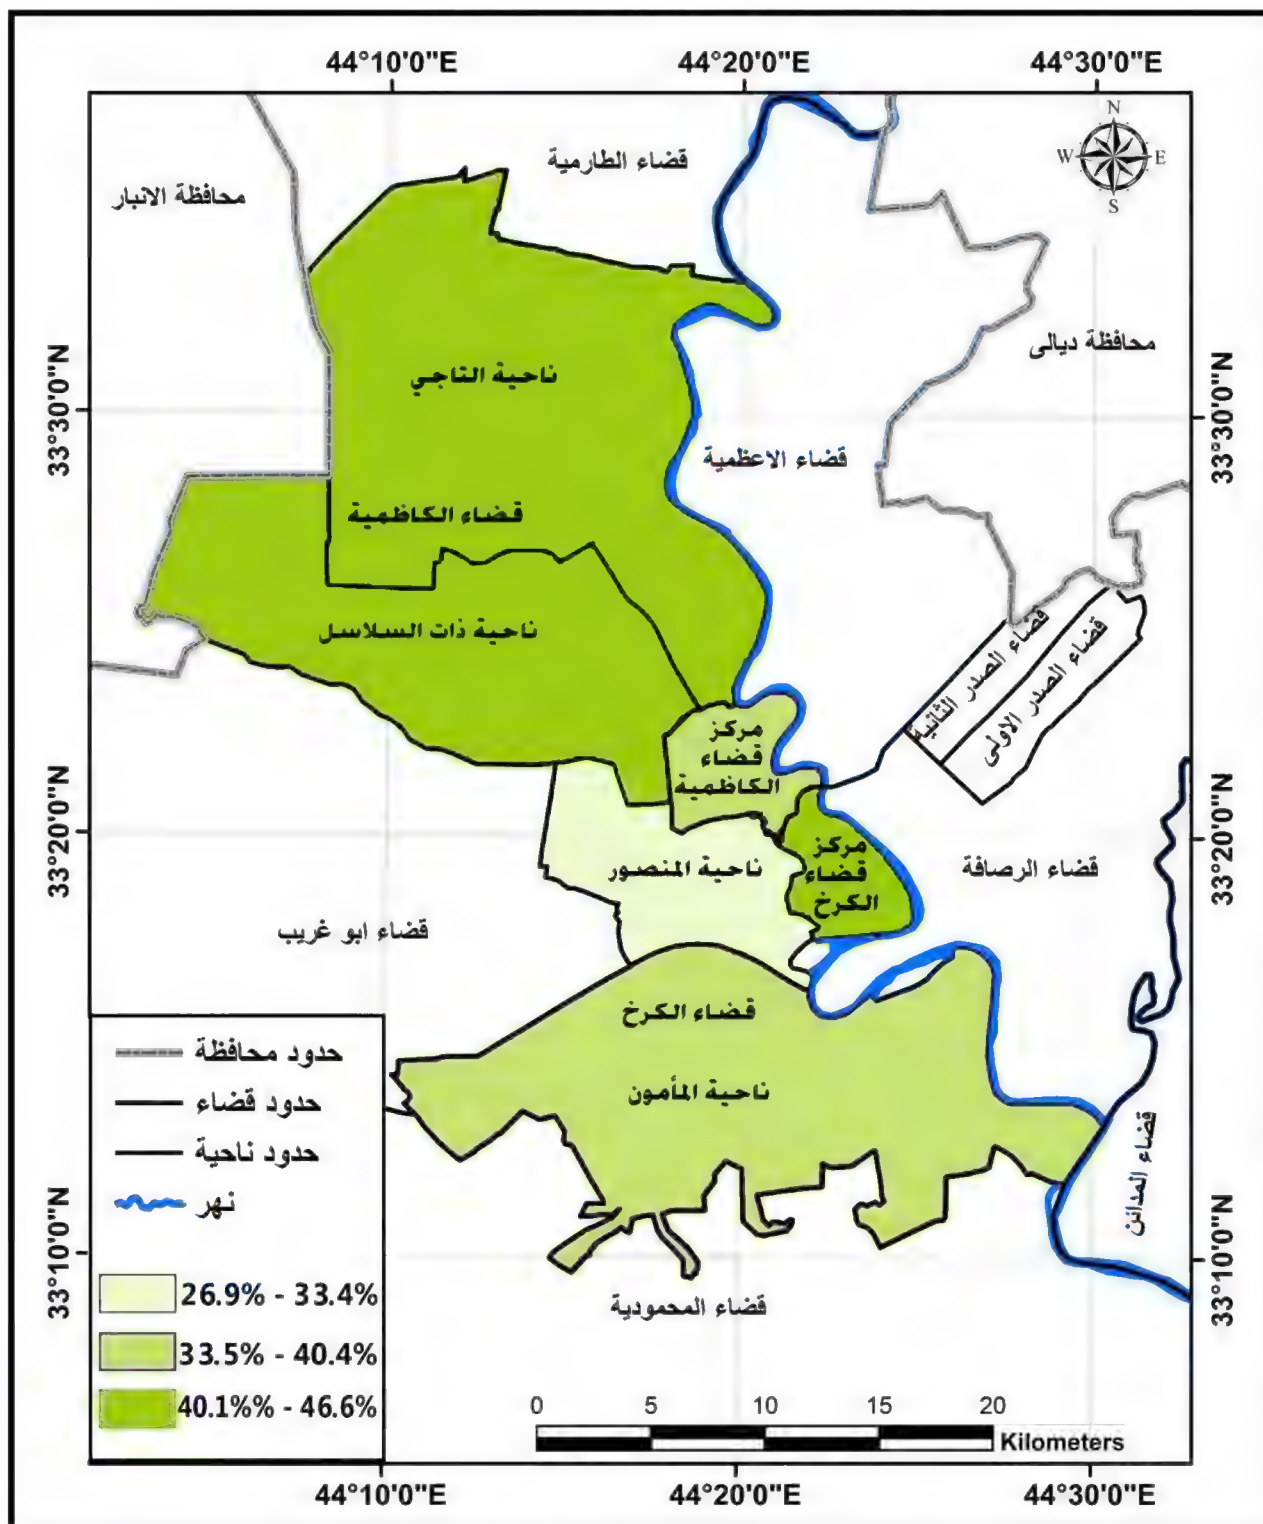 44°10'0"E
44°20'0"E
44°30'0"E
N
W
E
S
قضاء الطارمية
محافظة الانبار
محافظة ديالى
ناحية التاجي
33°30'0"N
33°30'0"N
قضاء الاعظمية
قضاء الكاظمية
ناحية ذات السلاسل
قضاء الصدر الثانية
قضاء الصدر الاولى
مركز
قضاء
الكاظمية
33°20'0"N
33°20'0"N
مركز
قضاء
الكرخ
ناحية المنصور
قضاء الرصافة
قضاء ابو غريب
قضاء الكرخ
ناحية المأمون
قضاء المدائن
33°10'0"N
33°10'0"N
قضاء المحمودية
حدود محافظة
حدود قضاء
حدود ناحية
نهر
26.9% - 33.4%
33.5% - 40.4%
40.1%% - 46.6%
0 5 10 15 20
Kilometers
44°10'0"E
44°20'0"E
44°30'0"E